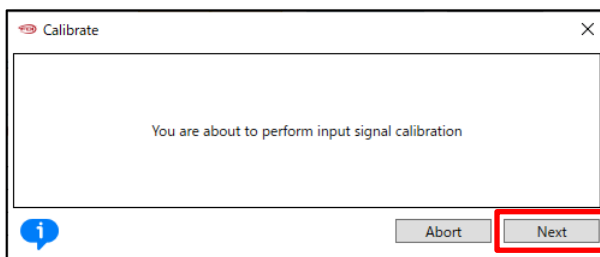 Calibrate
You are about to perform input signal calibration
Abort
Next